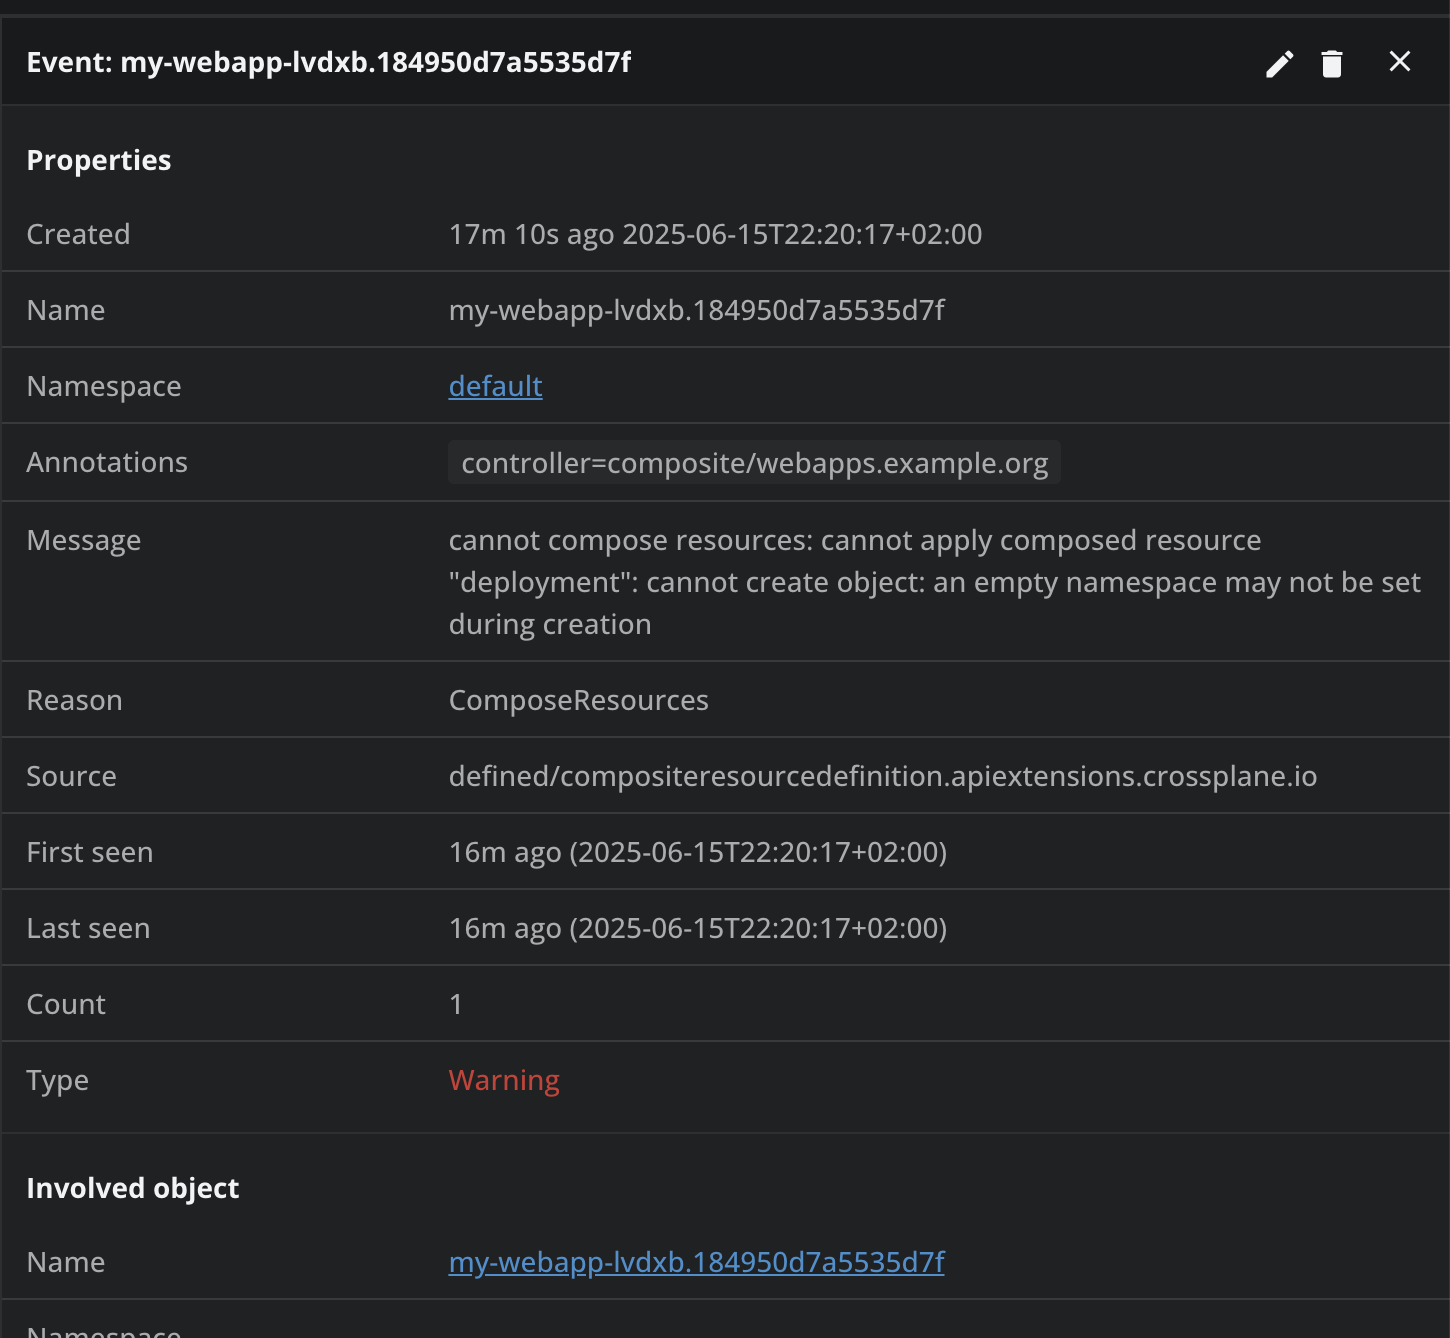 Event: my-webapp-lvdxb.184950d7a5535d7f
Properties
Created 17m 10s ago 2025-06-15T22:20:17+02:00
Name my-webapp-lvdxb.184950d7a5535d7f
Namespace default
Annotations controller=composite/webapps.example.org
Message cannot compose resources: cannot apply composed resource
"deployment": cannot create object: an empty namespace may not be set
during creation
Reason ComposeResources
Source defined/compositeresourcedefinition.apiextensions.crossplane.io
First seen 16m ago (2025-06-15T22:20:17+02:00)
Last seen 16m ago (2025-06-15T22:20:17+02:00)
Count 1
Type Warning
Involved object
Name my-webapp-lvdxb.184950d7a5535d7f
Namespace